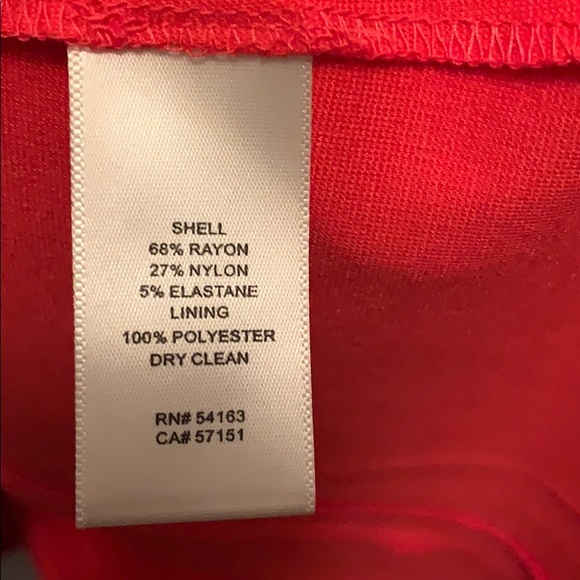 SHELL
68% RAYON
27% NYLON
5% ELASTANE
LINING
100% POLYESTER
DRY CLEAN
RN# 54163
CA# 57151